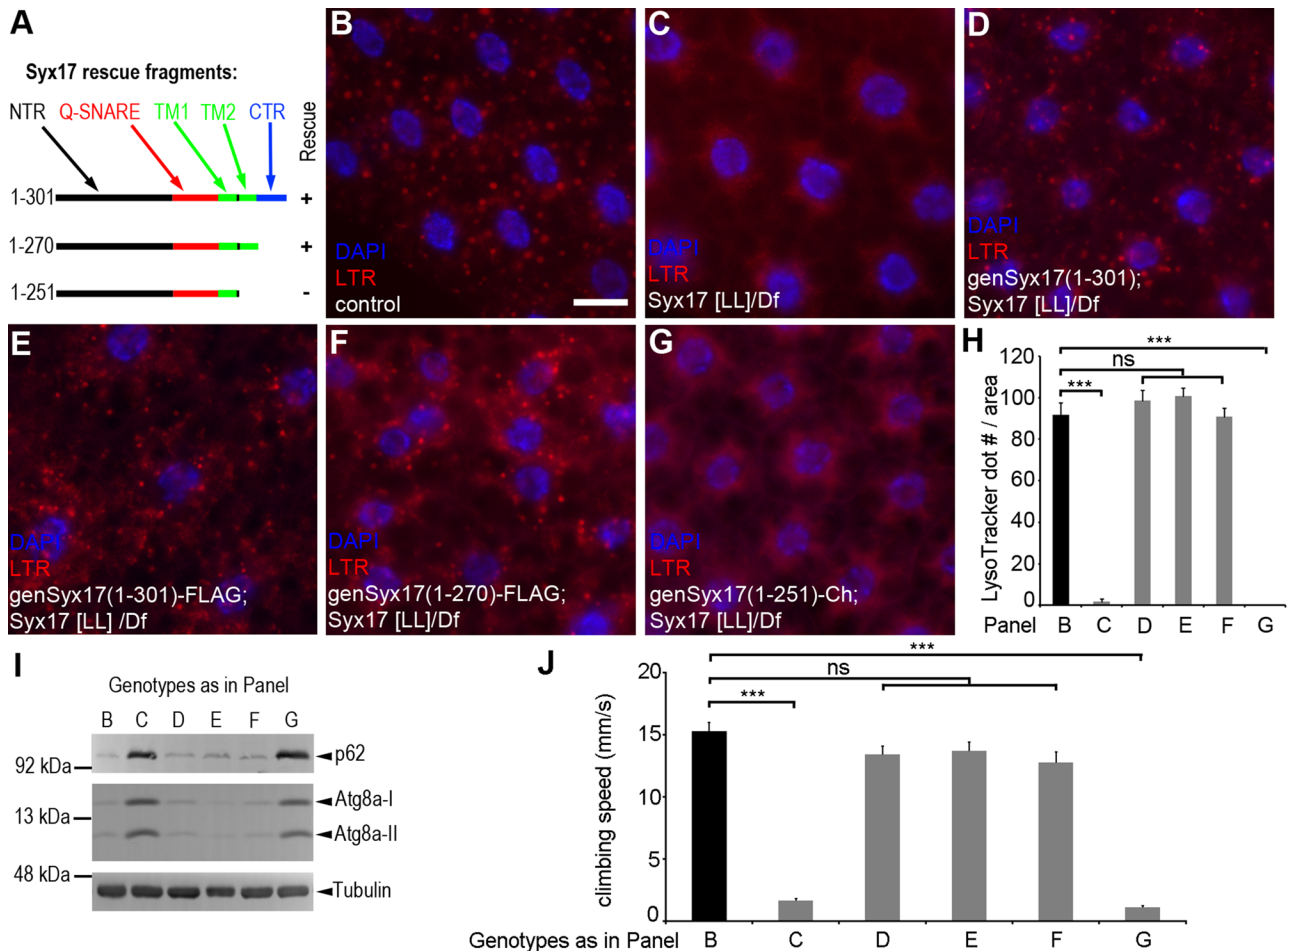 A
Syx17 rescue fragments:
NTR Q-SNARE TM1 TM2 CTR
Rescue
1-301 +
1-270 +
1-251 -
B
DAPI
LTR
control
C
DAPI
LTR
Syx17 [LL]/Df
D
DAPI
LTR
genSyx17(1-301);
Syx17 [LL]/Df
E
DAPI
LTR
genSyx17(1-301)-FLAG;
Syx17 [LL] /Df
F
DAPI
LTR
genSyx17(1-270)-FLAG;
Syx17 [LL]/Df
G
DAPI
LTR
genSyx17(1-251)-Ch;
Syx17 [LL]/Df
H
***
ns
***
LysoTracker dot # / area
120
100
80
60
40
20
0
Panel B C D E F G
I
Genotypes as in Panel
B C D E F G
p62
92 kDa
Atg8a-I
13 kDa
Atg8a-II
48 kDa
Tubulin
J
***
ns
***
climbing speed (mm/s)
20
15
10
5
0
Genotypes as in Panel B C D E F G